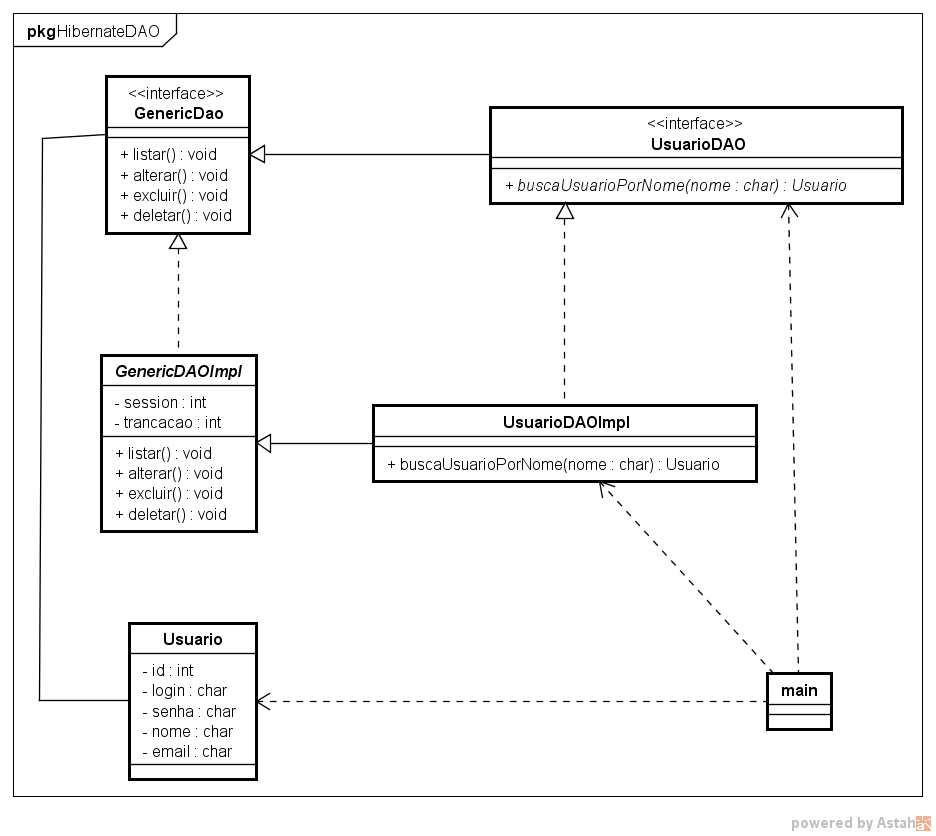 pkg HibernateDAO
<<interface>>
GenericDao
+ listar() : void
+ alterar() : void
+ excluir() : void
+ deletar() : void
<<interface>>
UsuarioDAO
+ buscaUsuarioPorNome(nome : char) : Usuario
GenericDAOImpl
- session : int
- trancacao : int
+ listar() : void
+ alterar() : void
+ excluir() : void
+ deletar() : void
UsuarioDAOImpl
+ buscaUsuarioPorNome(nome : char) : Usuario
Usuario
- id : int
- login : char
- senha : char
- nome : char
- email : char
main
powered by Astah